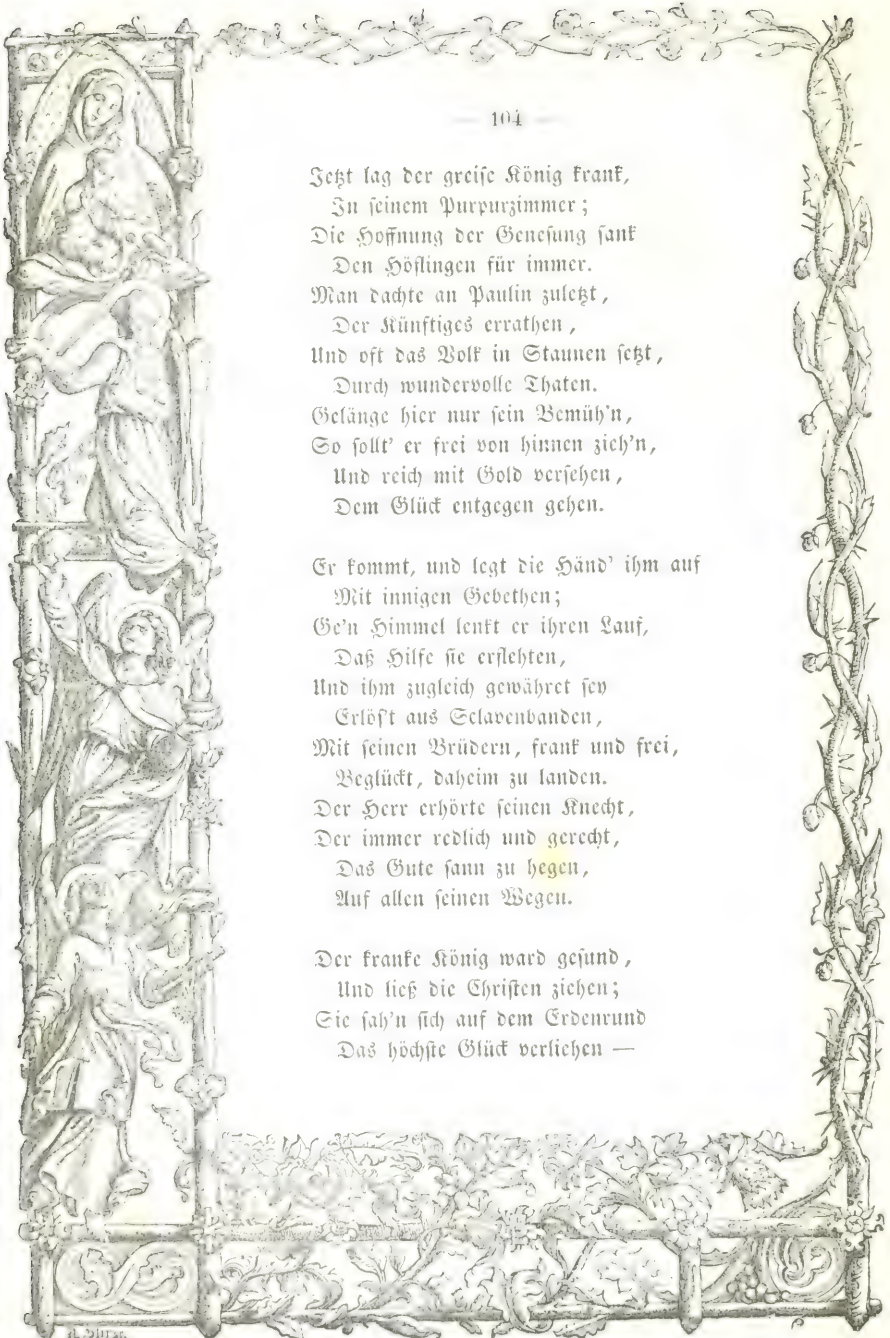 — 104 —
Jetzt lag der greise König krank,
In seinem Purpurzimmer;
Die Hoffnung der Genesung sank
Den Höflingen für immer.
Man dachte an Paulin zuletzt,
Der Künftiges errathen,
Und oft das Volk in Staunen setzt,
Durch wundervolle Thaten.
Gelänge hier nur sein Bemüh'n,
So sollt' er frei von hinnen zieh'n,
Und reich mit Gold versehen,
Dem Glück entgegen gehen.
Er kommt, und legt die Händ' ihm auf
Mit innigen Gebethen;
Ge'n Himmel lenkt er ihren Lauf,
Daß Hilfe sie erflehten,
Und ihm zugleich gewähret sey
Erlös't aus Sclavenbanden,
Mit seinen Brüdern, frank und frei,
Beglückt, daheim zu landen.
Der Herr erhörte seinen Knecht,
Der immer redlich und gerecht,
Das Gute sann zu hegen,
Auf allen seinen Wegen.
Der kranke König ward gesund,
Und ließ die Christen ziehen;
Sie sah'n sich auf dem Erdenrund
Das höchste Glück verliehen —